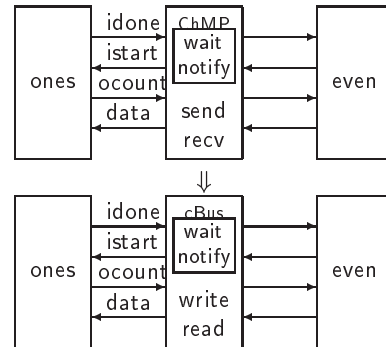 idone ChMP
wait
istart notify
ones ocount even
send
data recv
⇓
idone cBus
wait
istart notify
ones ocount even
write
data read